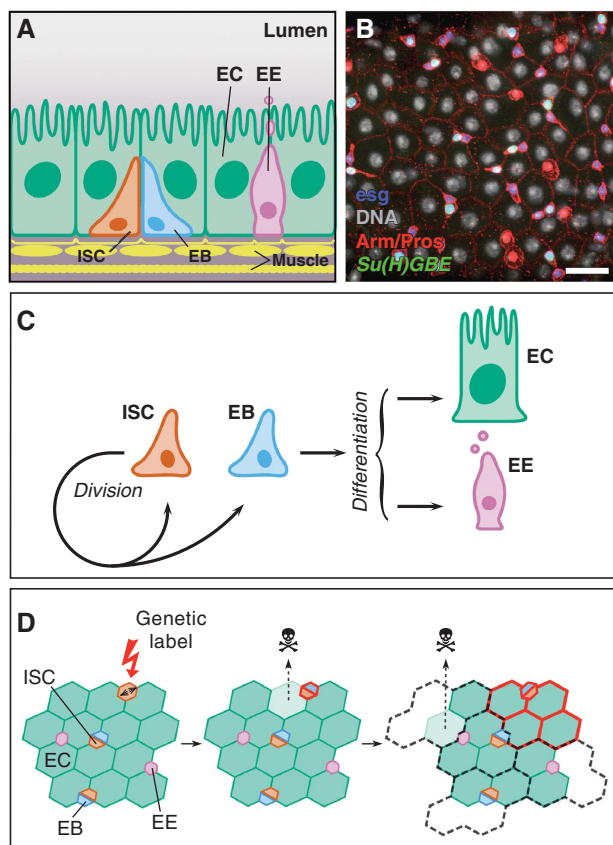 A
Lumen
EC
EE
ISC
EB
Muscle
B
esg
DNA
Arm/Pros
Su(H)GBE
C
ISC
EB
Division
Differentiation
EC
EE
D
Genetic
label
ISC
EC
EB
EE